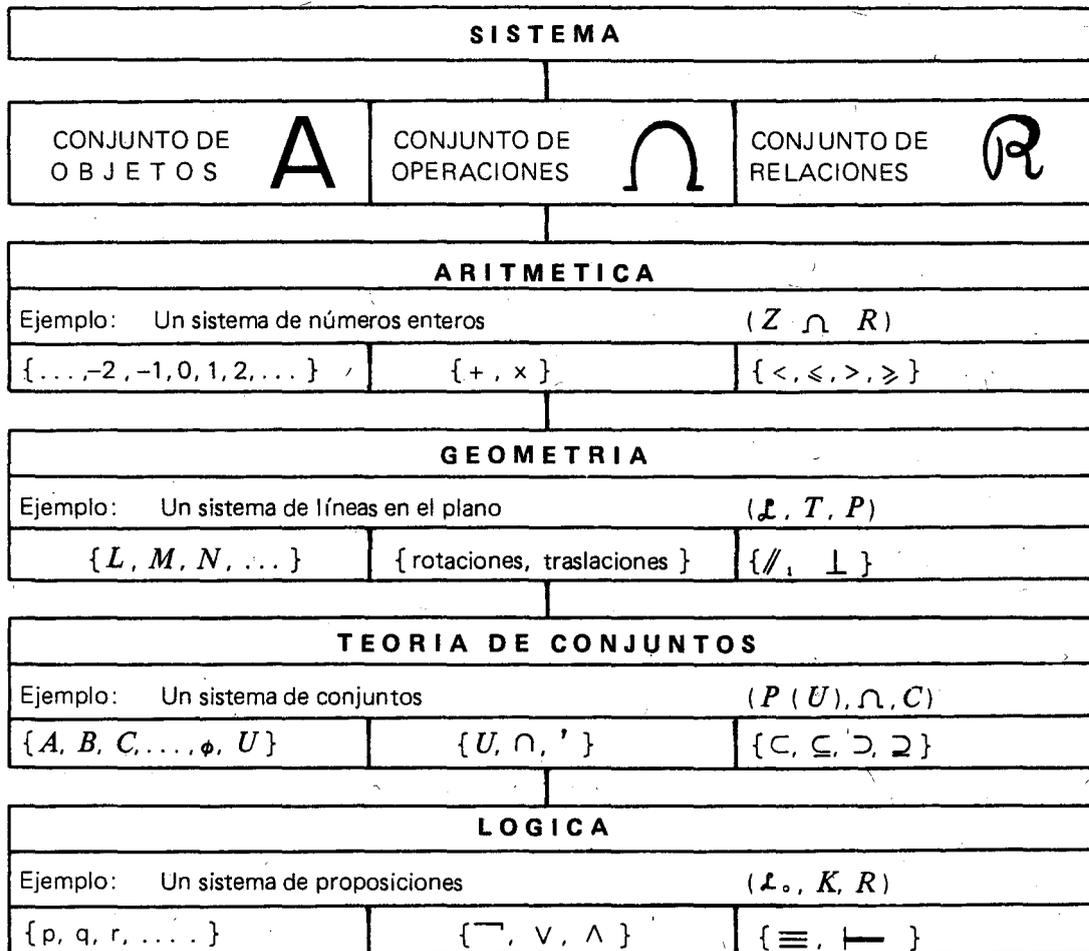 SISTEMA
CONJUNTO DE OBJETOS A
CONJUNTO DE OPERACIONES Ω
CONJUNTO DE RELACIONES ℛ
ARITMETICA
Ejemplo: Un sistema de números enteros (Z Ω R)
{...,–2,–1,0,1,2,...} {+, ×} {<,⩽,>,⩾}
GEOMETRIA
Ejemplo: Un sistema de líneas en el plano (ℒ, T, P)
{L, M, N, ...} {rotaciones, traslaciones} {//, ⊥}
TEORIA DE CONJUNTOS
Ejemplo: Un sistema de conjuntos (P(U), Ω, C)
{A, B, C,..., φ, U} {U, ∩, '} {⊂, ⊆, ⊃, ⊇}
LOGICA
Ejemplo: Un sistema de proposiciones (ℒ₀, K, R)
{p, q, r, ....} {¬, ∨, ∧} {≡, ⊢}